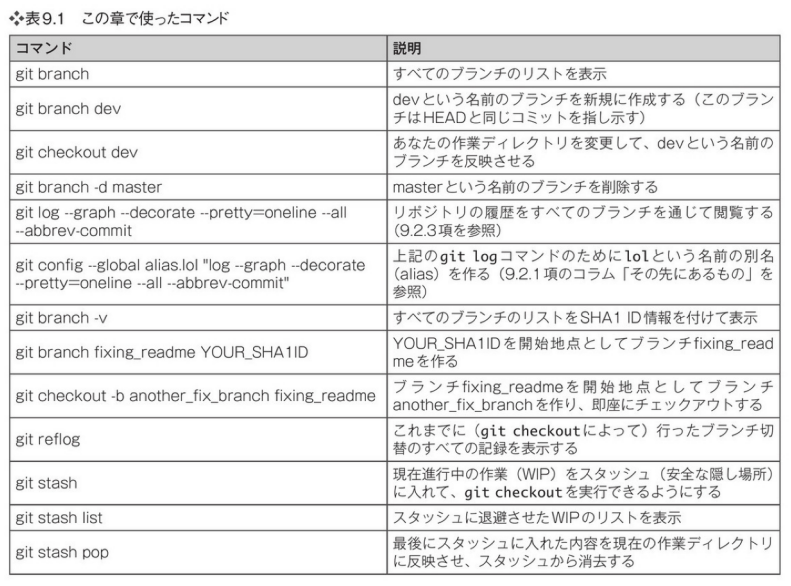 ❖表9.1　この章で使ったコマンド
コマンド
説明
git branch
すべてのブランチのリストを表示
git branch dev
devという名前のブランチを新規に作成する（このブラン
チはHEADと同じコミットを指し示す）
git checkout dev
あなたの作業ディレクトリを変更して、devという名前の
ブランチを反映させる
git branch -d master
masterという名前のブランチを削除する
git log --graph --decorate --pretty=oneline --all
--abbrev-commit
リポジトリの履歴をすべてのブランチを通じて閲覧する
（9.2.3項を参照）
git config --global alias.lol "log --graph --decorate
--pretty=oneline --all --abbrev-commit"
上記のgit logコマンドのためにlolという名前の別名
（alias）を作る（9.2.1項のコラム「その先にあるもの」を
参照）
git branch -v
すべてのブランチのリストをSHA1 ID情報を付けて表示
git branch fixing_readme YOUR_SHA1ID
YOUR_SHA1IDを開始地点としてブランチfixing_read
meを作る
git checkout -b another_fix_branch fixing_readme
ブランチfixing_readmeを開始地点としてブランチ
another_fix_branchを作り、即座にチェックアウトする
git reflog
これまでに（git checkoutによって）行ったブランチ切
替のすべての記録を表示する
git stash
現在進行中の作業（WIP）をスタッシュ（安全な隠し場所）
に入れて、git checkoutを実行できるようにする
git stash list
スタッシュに退避させたWIPのリストを表示
git stash pop
最後にスタッシュに入れた内容を現在の作業ディレクトリ
に反映させ、スタッシュから消去する